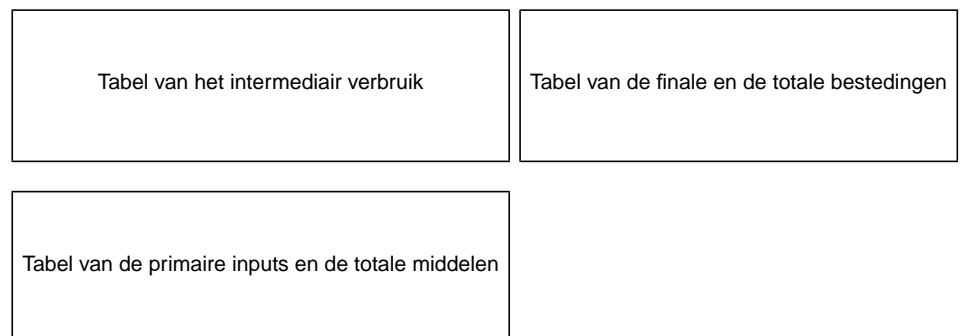 Tabel van het intermediair verbruik
Tabel van de finale en de totale bestedingen
Tabel van de primaire inputs en de totale middelen